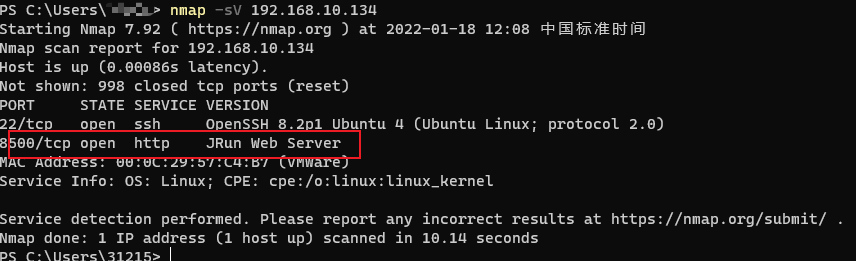 PS C:\Users\> nmap -sV 192.168.10.134
Starting Nmap 7.92 ( https://nmap.org ) at 2022-01-18 12:08 中国标准时间
Nmap scan report for 192.168.10.134
Host is up (0.00086s latency).
Not shown: 998 closed tcp ports (reset)
PORT     STATE SERVICE VERSION
22/tcp   open  ssh     OpenSSH 8.2p1 Ubuntu 4 (Ubuntu Linux; protocol 2.0)
8500/tcp open  http    JRun Web Server
MAC Address: 00:0C:29:57:C4:B7 (VMware)
Service Info: OS: Linux; CPE: cpe:/o:linux:linux_kernel
Service detection performed. Please report any incorrect results at https://nmap.org/submit/ .
Nmap done: 1 IP address (1 host up) scanned in 10.14 seconds
PS C:\Users\31215>